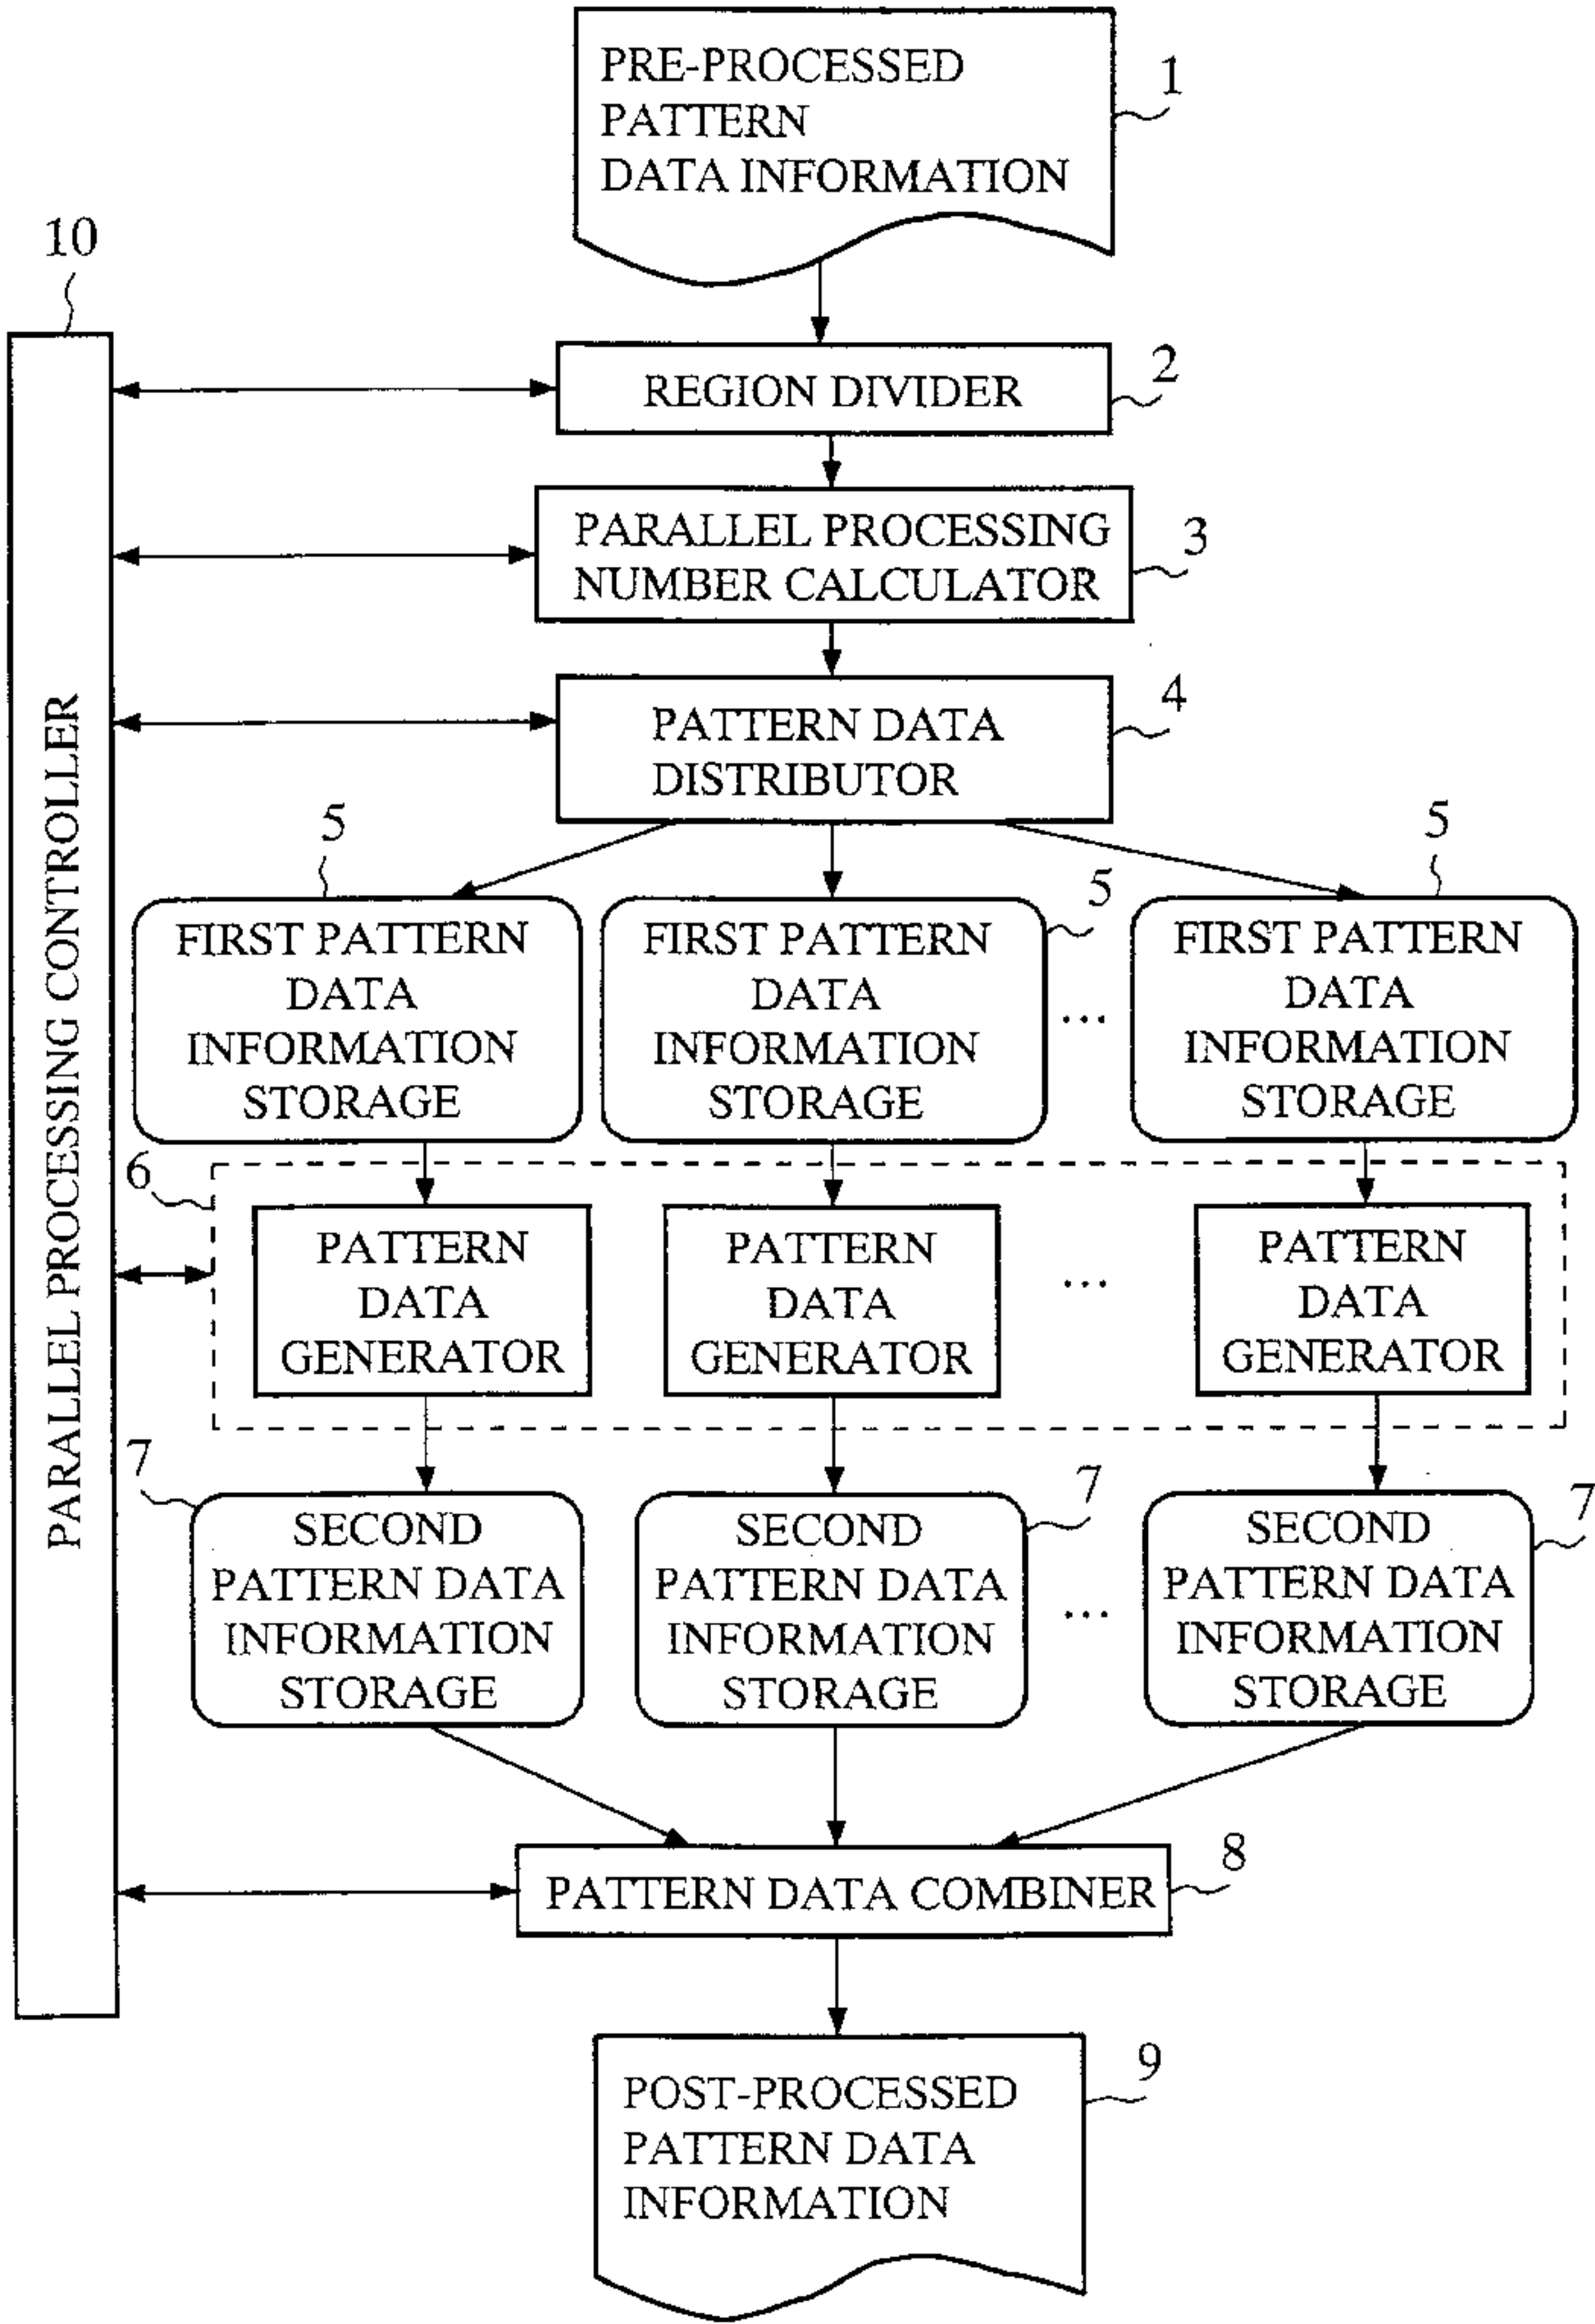 PRE-PROCESSED
PATTERN
DATA INFORMATION
1
10
REGION DIVIDER
2
PARALLEL PROCESSING
NUMBER CALCULATOR
3
PATTERN DATA
DISTRIBUTOR
4
PARALLEL PROCESSING CONTROLLER
5
5
5
FIRST PATTERN
DATA
INFORMATION
STORAGE
FIRST PATTERN
DATA
INFORMATION
STORAGE
...
FIRST PATTERN
DATA
INFORMATION
STORAGE
6
PATTERN
DATA
GENERATOR
PATTERN
DATA
GENERATOR
...
PATTERN
DATA
GENERATOR
7
7
7
SECOND
PATTERN DATA
INFORMATION
STORAGE
SECOND
PATTERN DATA
INFORMATION
STORAGE
...
SECOND
PATTERN DATA
INFORMATION
STORAGE
PATTERN DATA COMBINER
8
POST-PROCESSED
PATTERN DATA
INFORMATION
9